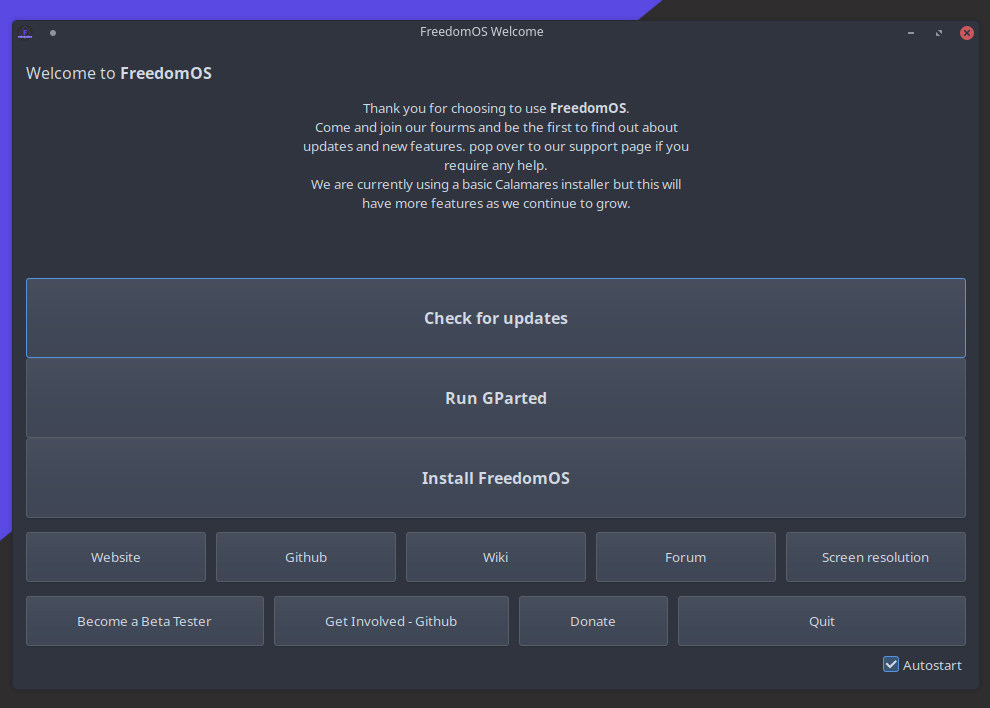 FreedomOS Welcome
Welcome to FreedomOS
Thank you for choosing to use FreedomOS.
Come and join our fourms and be the first to find out about
updates and new features. pop over to our support page if you
require any help.
We are currently using a basic Calamares installer but this will
have more features as we continue to grow.
Check for updates
Run GParted
Install FreedomOS
Website
Github
Wiki
Forum
Screen resolution
Become a Beta Tester
Get Involved - Github
Donate
Quit
Autostart